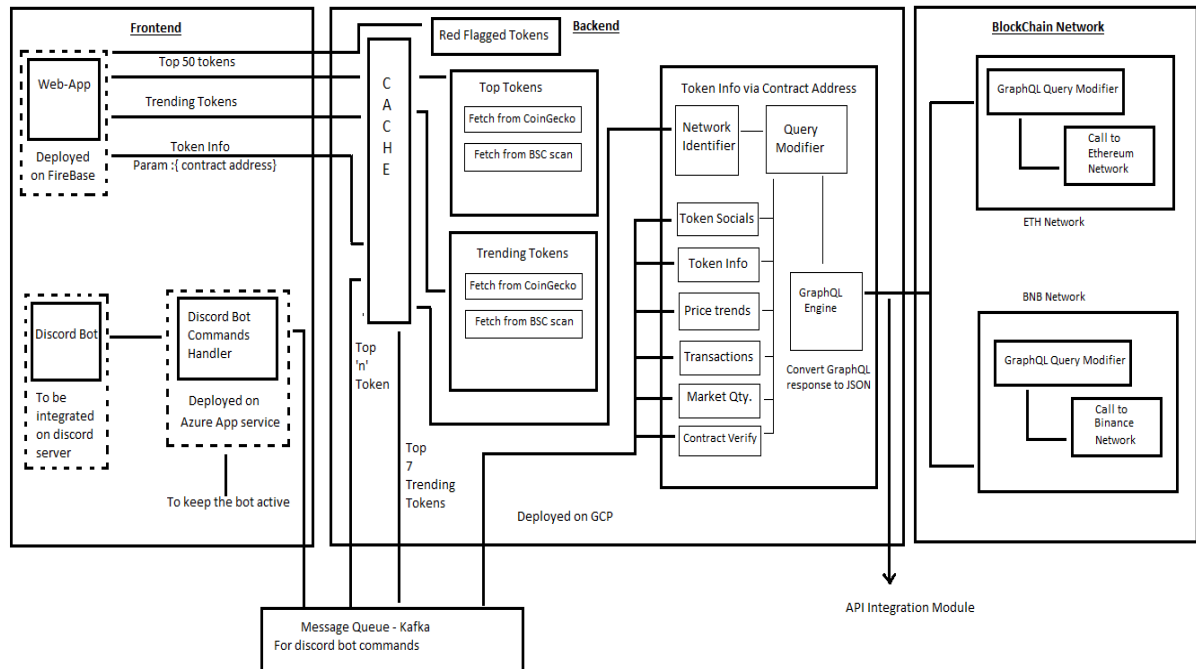 Frontend
Web-App
Deployed
on FireBase
Top 50 tokens
Trending Tokens
Token Info
Param :{ contract address}
Discord Bot
To be
integrated
on discord
server
Discord Bot
Commands
Handler
Deployed on
Azure App service
To keep the bot active
Backend
Red Flagged Tokens
C
A
C
H
E
Top Tokens
Fetch from CoinGecko
Fetch from BSC scan
Trending Tokens
Fetch from CoinGecko
Fetch from BSC scan
Top
'n'
Token
Top
7
Trending
Tokens
Token Info via Contract Address
Network
Identifier
Query
Modifier
Token Socials
Token Info
Price trends
Transactions
Market Qty.
Contract Verify
GraphQL
Engine
Convert GraphQL
response to JSON
Deployed on GCP
BlockChain Network
GraphQL Query Modifier
Call to
Ethereum
Network
ETH Network
BNB Network
GraphQL Query Modifier
Call to
Binance
Network
API Integration Module
Message Queue - Kafka
For discord bot commands